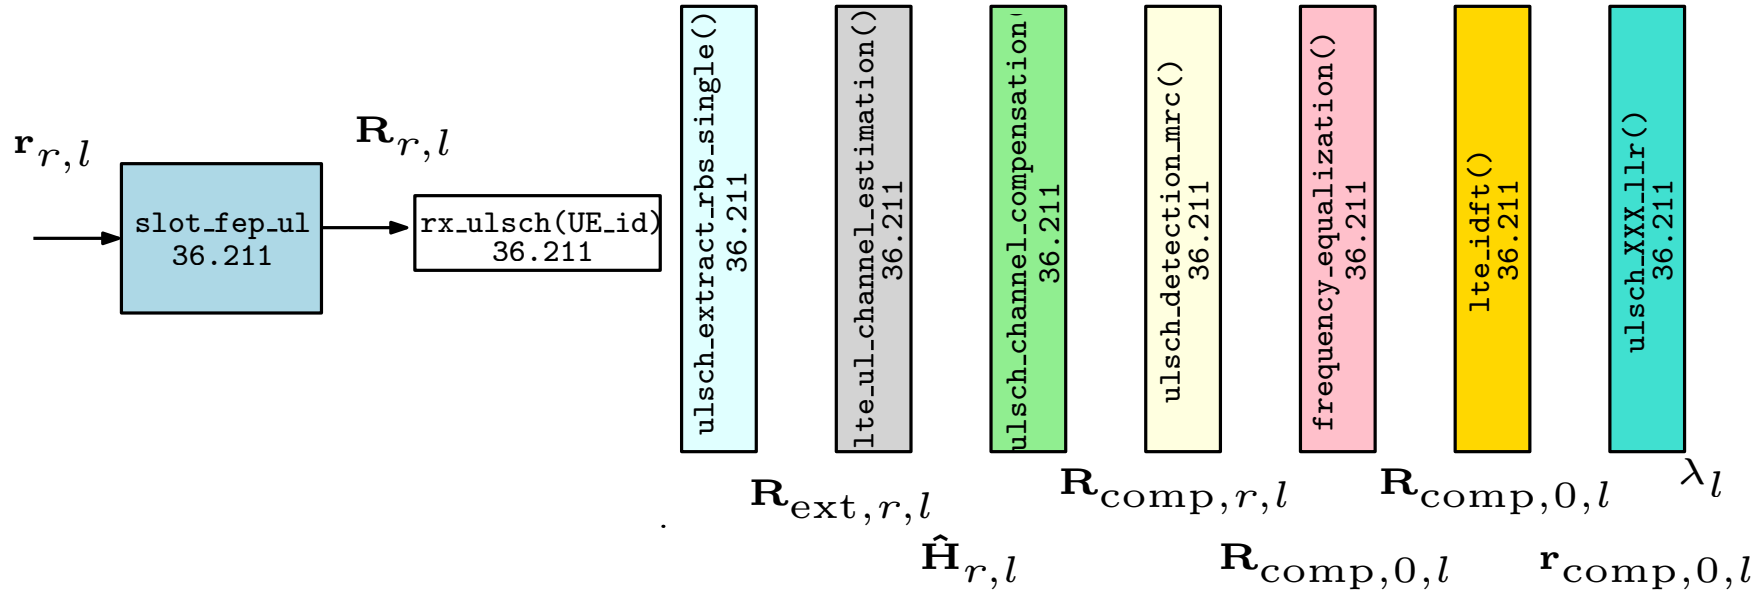 r_{r,l}
slot_fep_ul
36.211
R_{r,l}
rx_ulsch(UE_id)
36.211
ulsch_extract_rbs_single()
36.211
lte_ul_channel_estimation()
36.211
ulsch_channel_compensation(
36.211
ulsch_detection_mrc()
36.211
frequency_equalization()
36.211
lte_idft()
36.211
ulsch_XXX_llr()
36.211
R_{ext,r,l}
Ĥ_{r,l}
R_{comp,r,l}
R_{comp,0,l}
R_{comp,0,l}
r_{comp,0,l}
λ_l
.